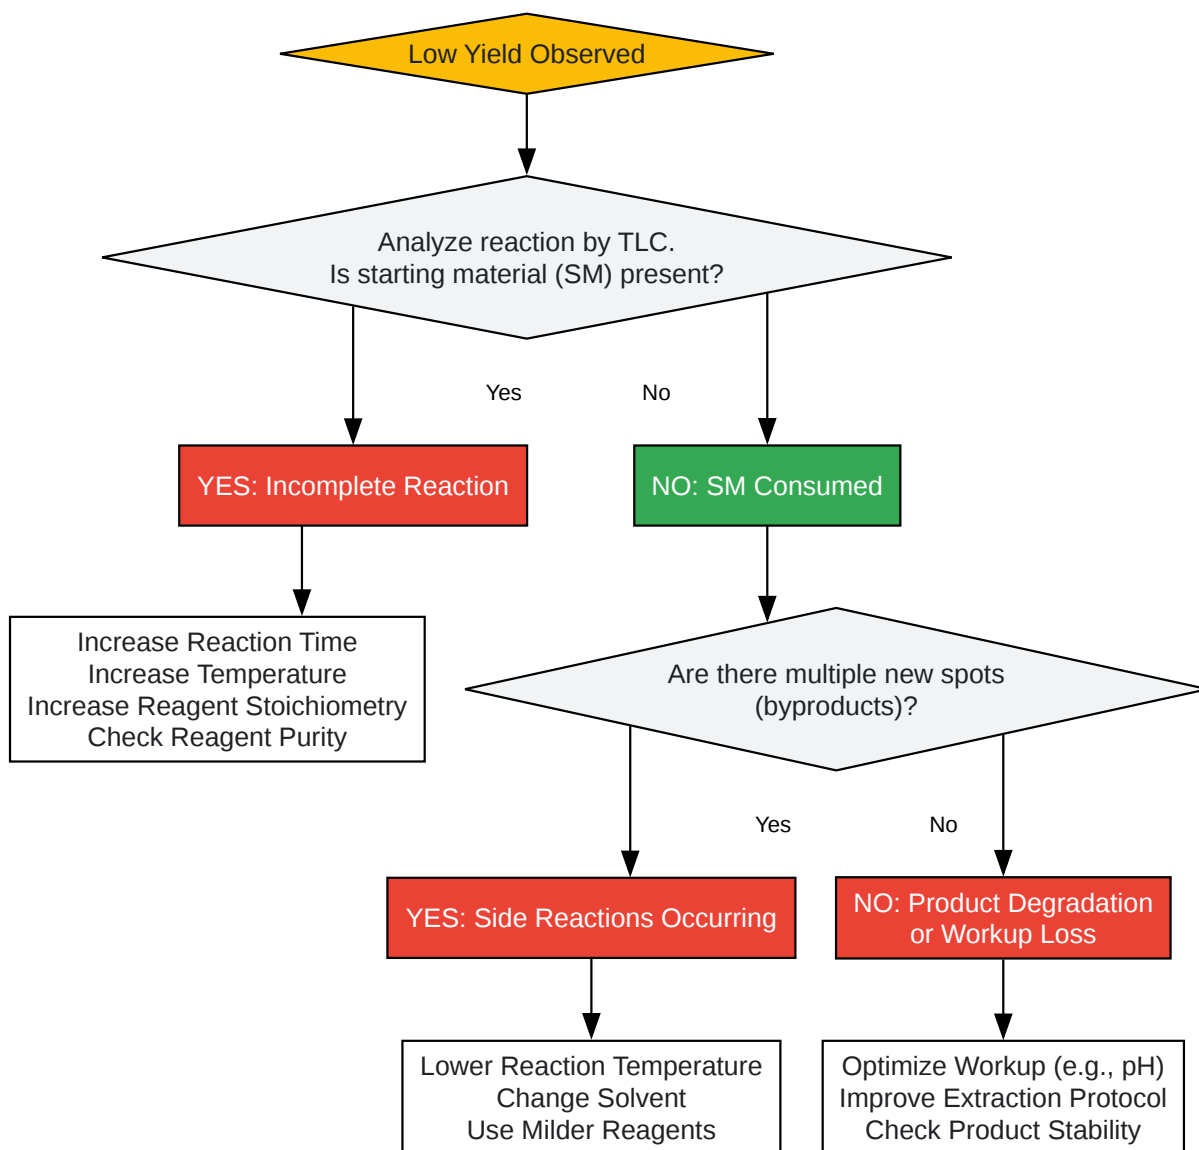 Low Yield Observed
Analyze reaction by TLC.
Is starting material (SM) present?
Yes
No
YES: Incomplete Reaction
NO: SM Consumed
Increase Reaction Time
Increase Temperature
Increase Reagent Stoichiometry
Check Reagent Purity
Are there multiple new spots
(byproducts)?
Yes
No
YES: Side Reactions Occurring
NO: Product Degradation
or Workup Loss
Lower Reaction Temperature
Change Solvent
Use Milder Reagents
Optimize Workup (e.g., pH)
Improve Extraction Protocol
Check Product Stability